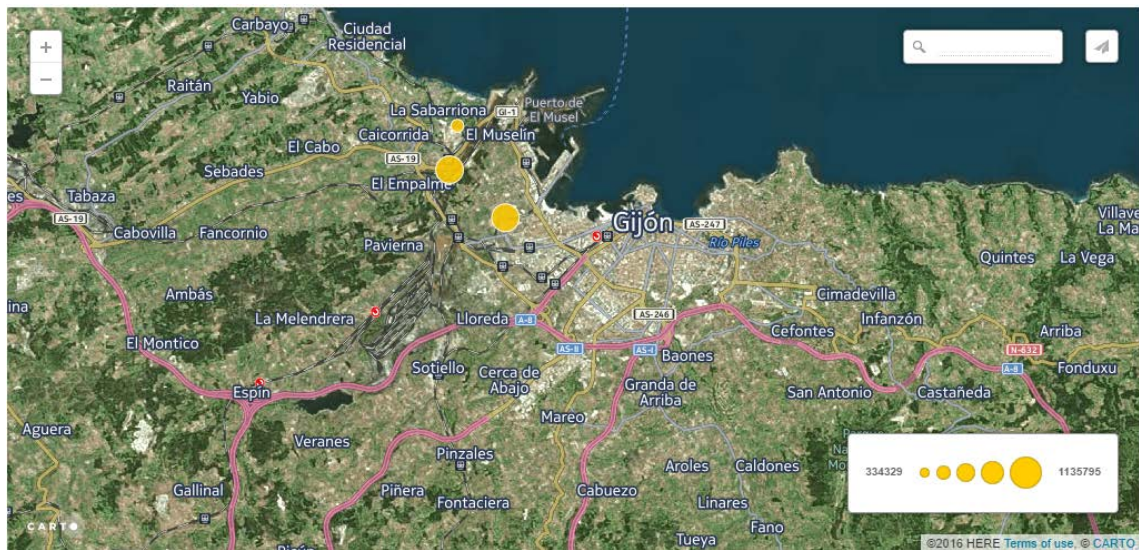 Carbayo
Ciudad
Residencial
+
−
Raitán
Yabio
La Sabarriona
GI-1
Puerto de
El Musel
Caicorrida
El Muselín
El Cabo
AS-19
Sebades
El Empalme
Tabaza
AS-19
Cabovilla
Fancornio
Pavierna
Gijón
AS-247
Río Piles
Quintes
La Vega
Ambás
La Melendrera
Lloreda
A-8
AS-246
Cimadevilla
Infanzón
Cefontes
Arriba
El Montico
AS-II
AS-I
Baones
N-632
A-8
Fonduxu
Sotiello
Cerca de
Abajo
Granda de
Arriba
San Antonio
Castañeda
Espín
Mareo
Aguera
Veranes
Pinzales
Aroles
Caldones
334329
1135795
Gallinal
Piñera
Fontaciera
Cabuezo
Linares
Fano
Tueya
CARTO
©2016 HERE Terms of use, © CARTO